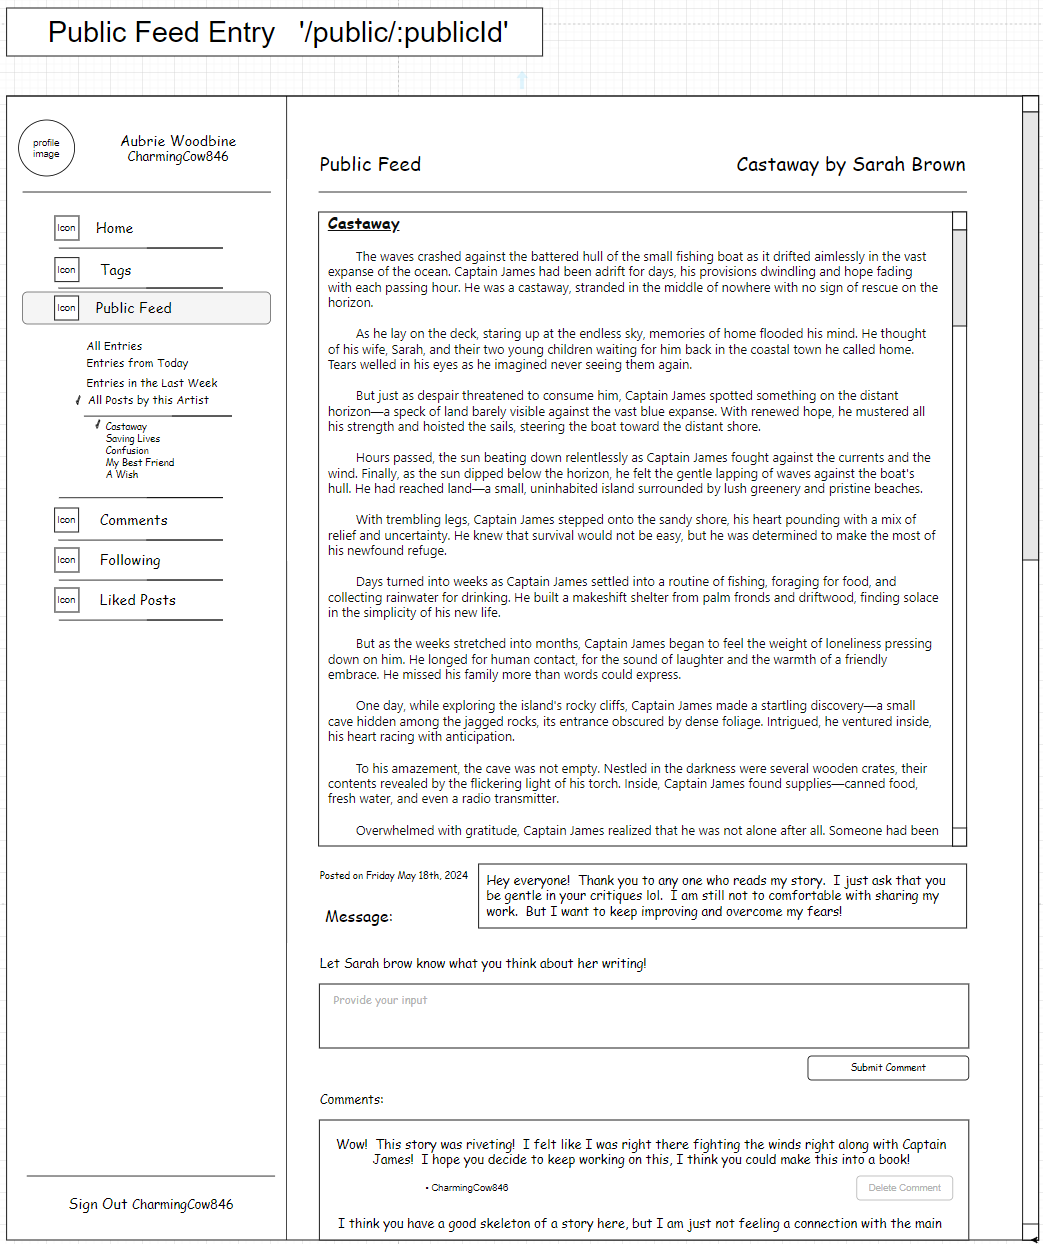 Public Feed Entry '/public/:publicId'
profile
image
Aubrie Woodbine
CharmingCow846
Icon Home
Icon Tags
Icon Public Feed
All Entries
Entries from Today
Entries in the Last Week
All Posts by this Artist
Castaway
Saving Lives
Confusion
My Best Friend
A Wish
Icon Comments
Icon Following
Icon Liked Posts
Sign Out CharmingCow846
Public Feed
Castaway by Sarah Brown
Castaway
The waves crashed against the battered hull of the small fishing boat as it drifted aimlessly in the vast
expanse of the ocean. Captain James had been adrift for days, his provisions dwindling and hope fading
with each passing hour. He was a castaway, stranded in the middle of nowhere with no sign of rescue on the
horizon.
As he lay on the deck, staring up at the endless sky, memories of home flooded his mind. He thought
of his wife, Sarah, and their two young children waiting for him back in the coastal town he called home.
Tears welled in his eyes as he imagined never seeing them again.
But just as despair threatened to consume him, Captain James spotted something on the distant
horizon—a speck of land barely visible against the vast blue expanse. With renewed hope, he mustered all
his strength and hoisted the sails, steering the boat toward the distant shore.
Hours passed, the sun beating down relentlessly as Captain James fought against the currents and the
wind. Finally, as the sun dipped below the horizon, he felt the gentle lapping of waves against the boat's
hull. He had reached land—a small, uninhabited island surrounded by lush greenery and pristine beaches.
With trembling legs, Captain James stepped onto the sandy shore, his heart pounding with a mix of
relief and uncertainty. He knew that survival would not be easy, but he was determined to make the most of
his newfound refuge.
Days turned into weeks as Captain James settled into a routine of fishing, foraging for food, and
collecting rainwater for drinking. He built a makeshift shelter from palm fronds and driftwood, finding solace
in the simplicity of his new life.
But as the weeks stretched into months, Captain James began to feel the weight of loneliness pressing
down on him. He longed for human contact, for the sound of laughter and the warmth of a friendly
embrace. He missed his family more than words could express.
One day, while exploring the island's rocky cliffs, Captain James made a startling discovery—a small
cave hidden among the jagged rocks, its entrance obscured by dense foliage. Intrigued, he ventured inside,
his heart racing with anticipation.
To his amazement, the cave was not empty. Nestled in the darkness were several wooden crates, their
contents revealed by the flickering light of his torch. Inside, Captain James found supplies—canned food,
fresh water, and even a radio transmitter.
Overwhelmed with gratitude, Captain James realized that he was not alone after all. Someone had been
Posted on Friday May 18th, 2024
Message:
Hey everyone! Thank you to any one who reads my story. I just ask that you
be gentle in your critiques lol. I am still not to comfortable with sharing my
work. But I want to keep improving and overcome my fears!
Let Sarah brow know what you think about her writing!
Provide your input
Submit Comment
Comments:
Wow! This story was riveting! I felt like I was right there fighting the winds right along with Captain
James! I hope you decide to keep working on this, I think you could make this into a book!
- CharmingCow846
Delete Comment
I think you have a good skeleton of a story here, but I am just not feeling a connection with the main